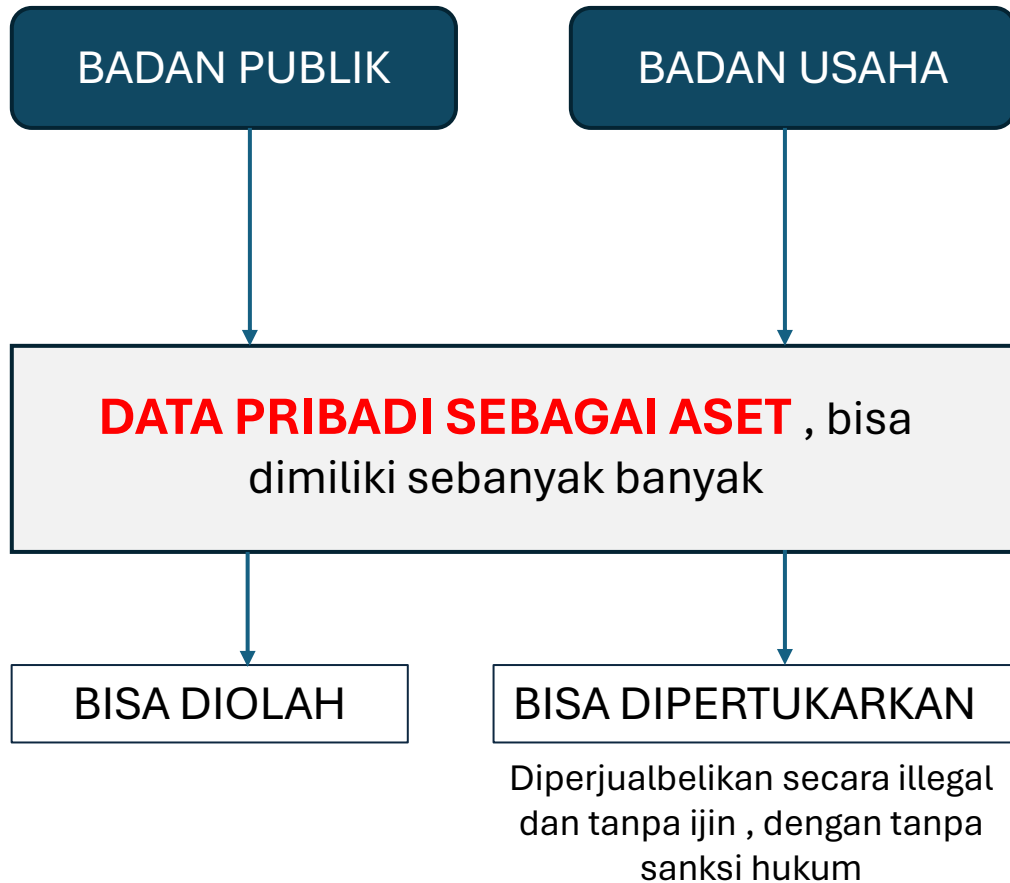 BADAN PUBLIK
BADAN USAHA
DATA PRIBADI SEBAGAI ASET , bisa
dimiliki sebanyak banyak
BISA DIOLAH
BISA DIPERTUKARKAN
Diperjualbelikan secara illegal
dan tanpa ijin , dengan tanpa
sanksi hukum